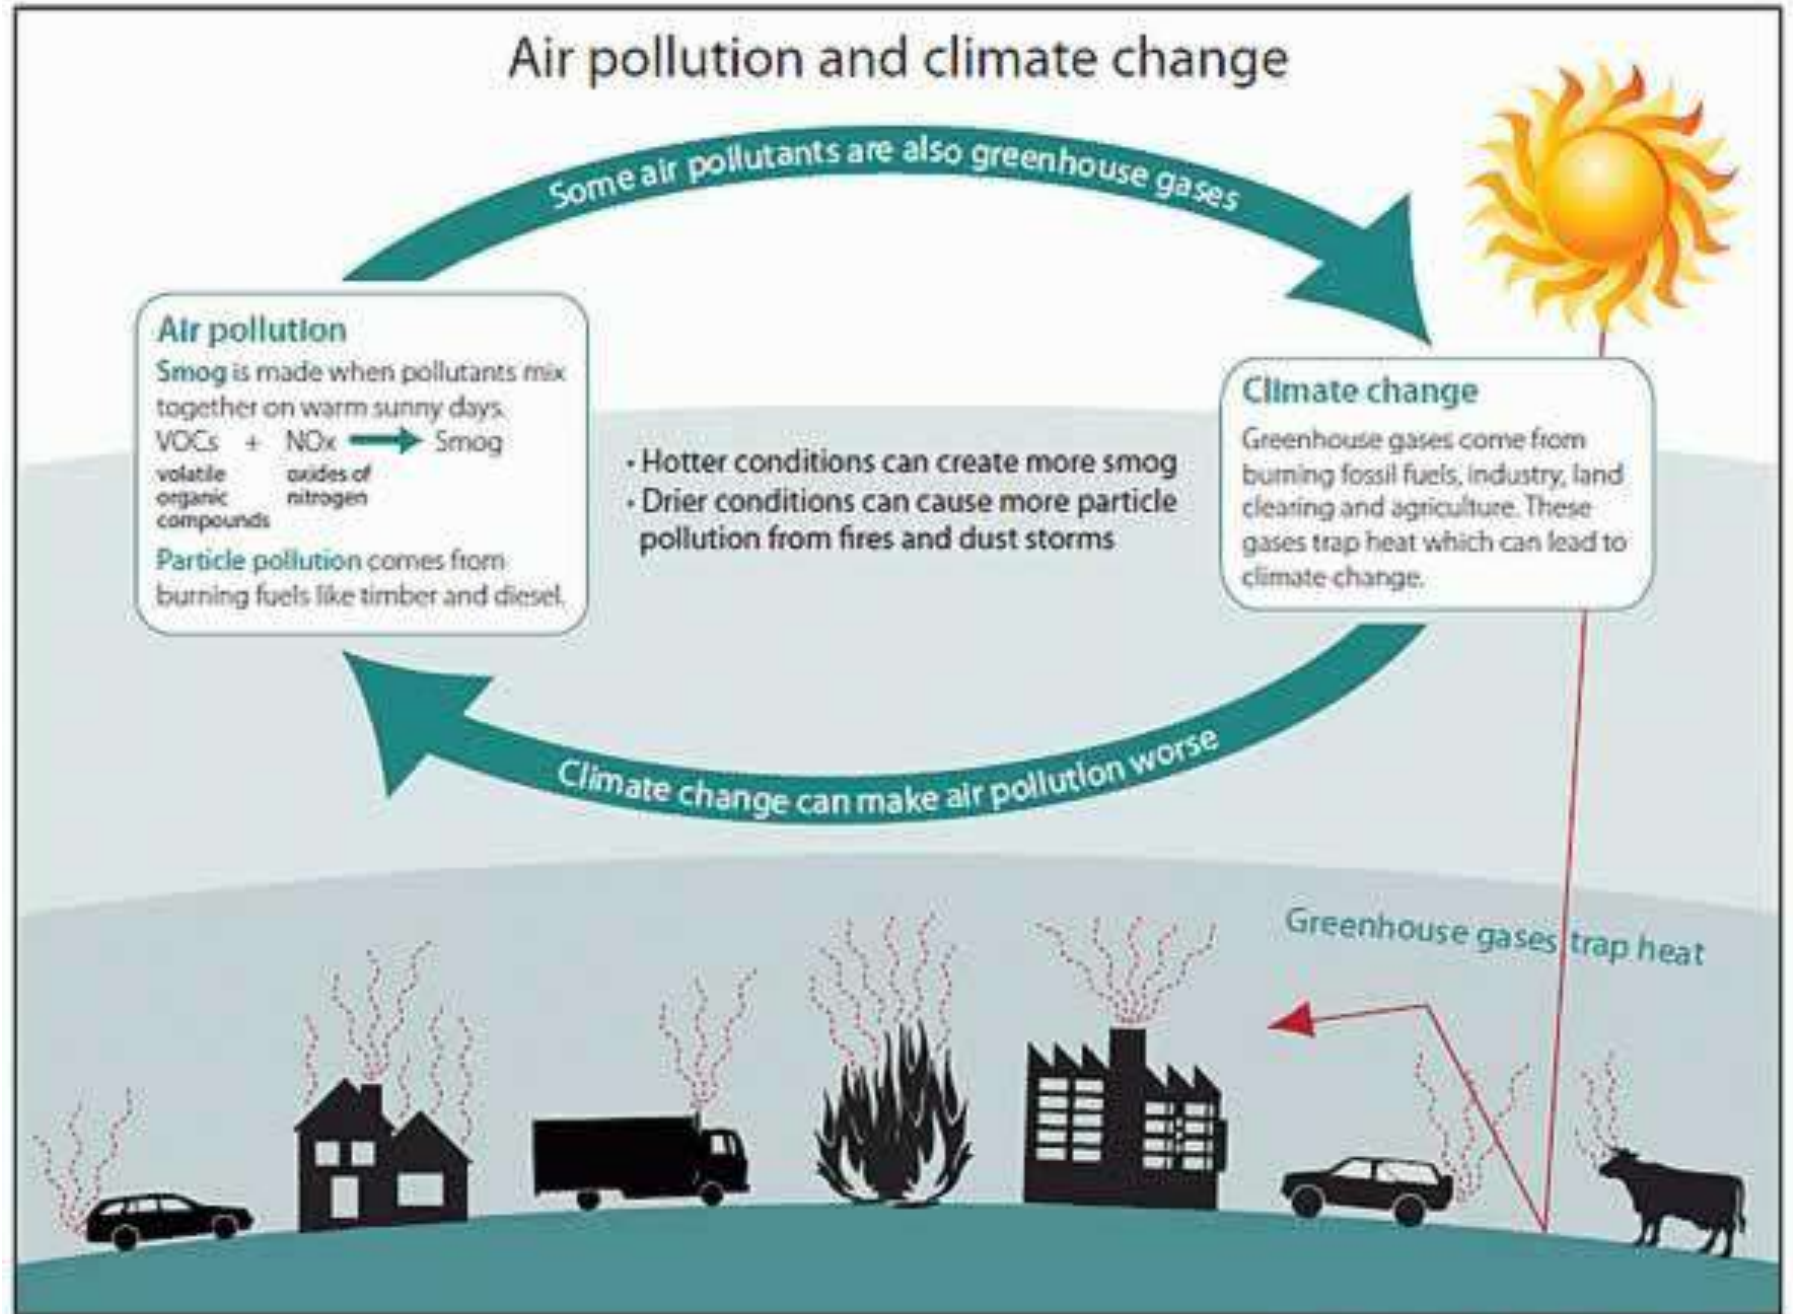 Air pollution and climate change
Some air pollutants are also greenhouse gases
Air pollution
Smog is made when pollutants mix
together on warm sunny days.
VOCs + NOx Smog
volatile oxides of
organic nitrogen
compounds
Particle pollution comes from
burning fuels like timber and diesel.
• Hotter conditions can create more smog
• Drier conditions can cause more particle
pollution from fires and dust storms
Climate change
Greenhouse gases come from
burning fossil fuels, industry, land
clearing and agriculture. These
gases trap heat which can lead to
climate change.
Climate change can make air pollution worse
Greenhouse gases trap heat